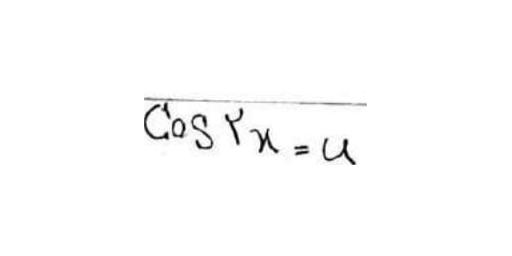 Cos ۲x = u